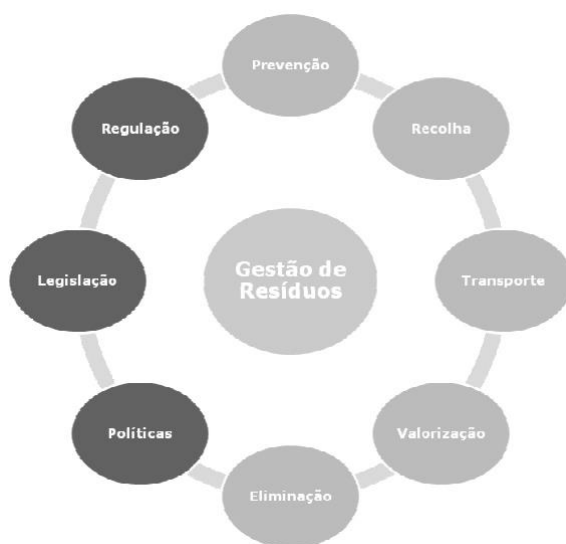 Prevenção
Regulação
Recolha
Legislação
Gestão de
Resíduos
Transporte
Políticas
Valorização
Eliminação